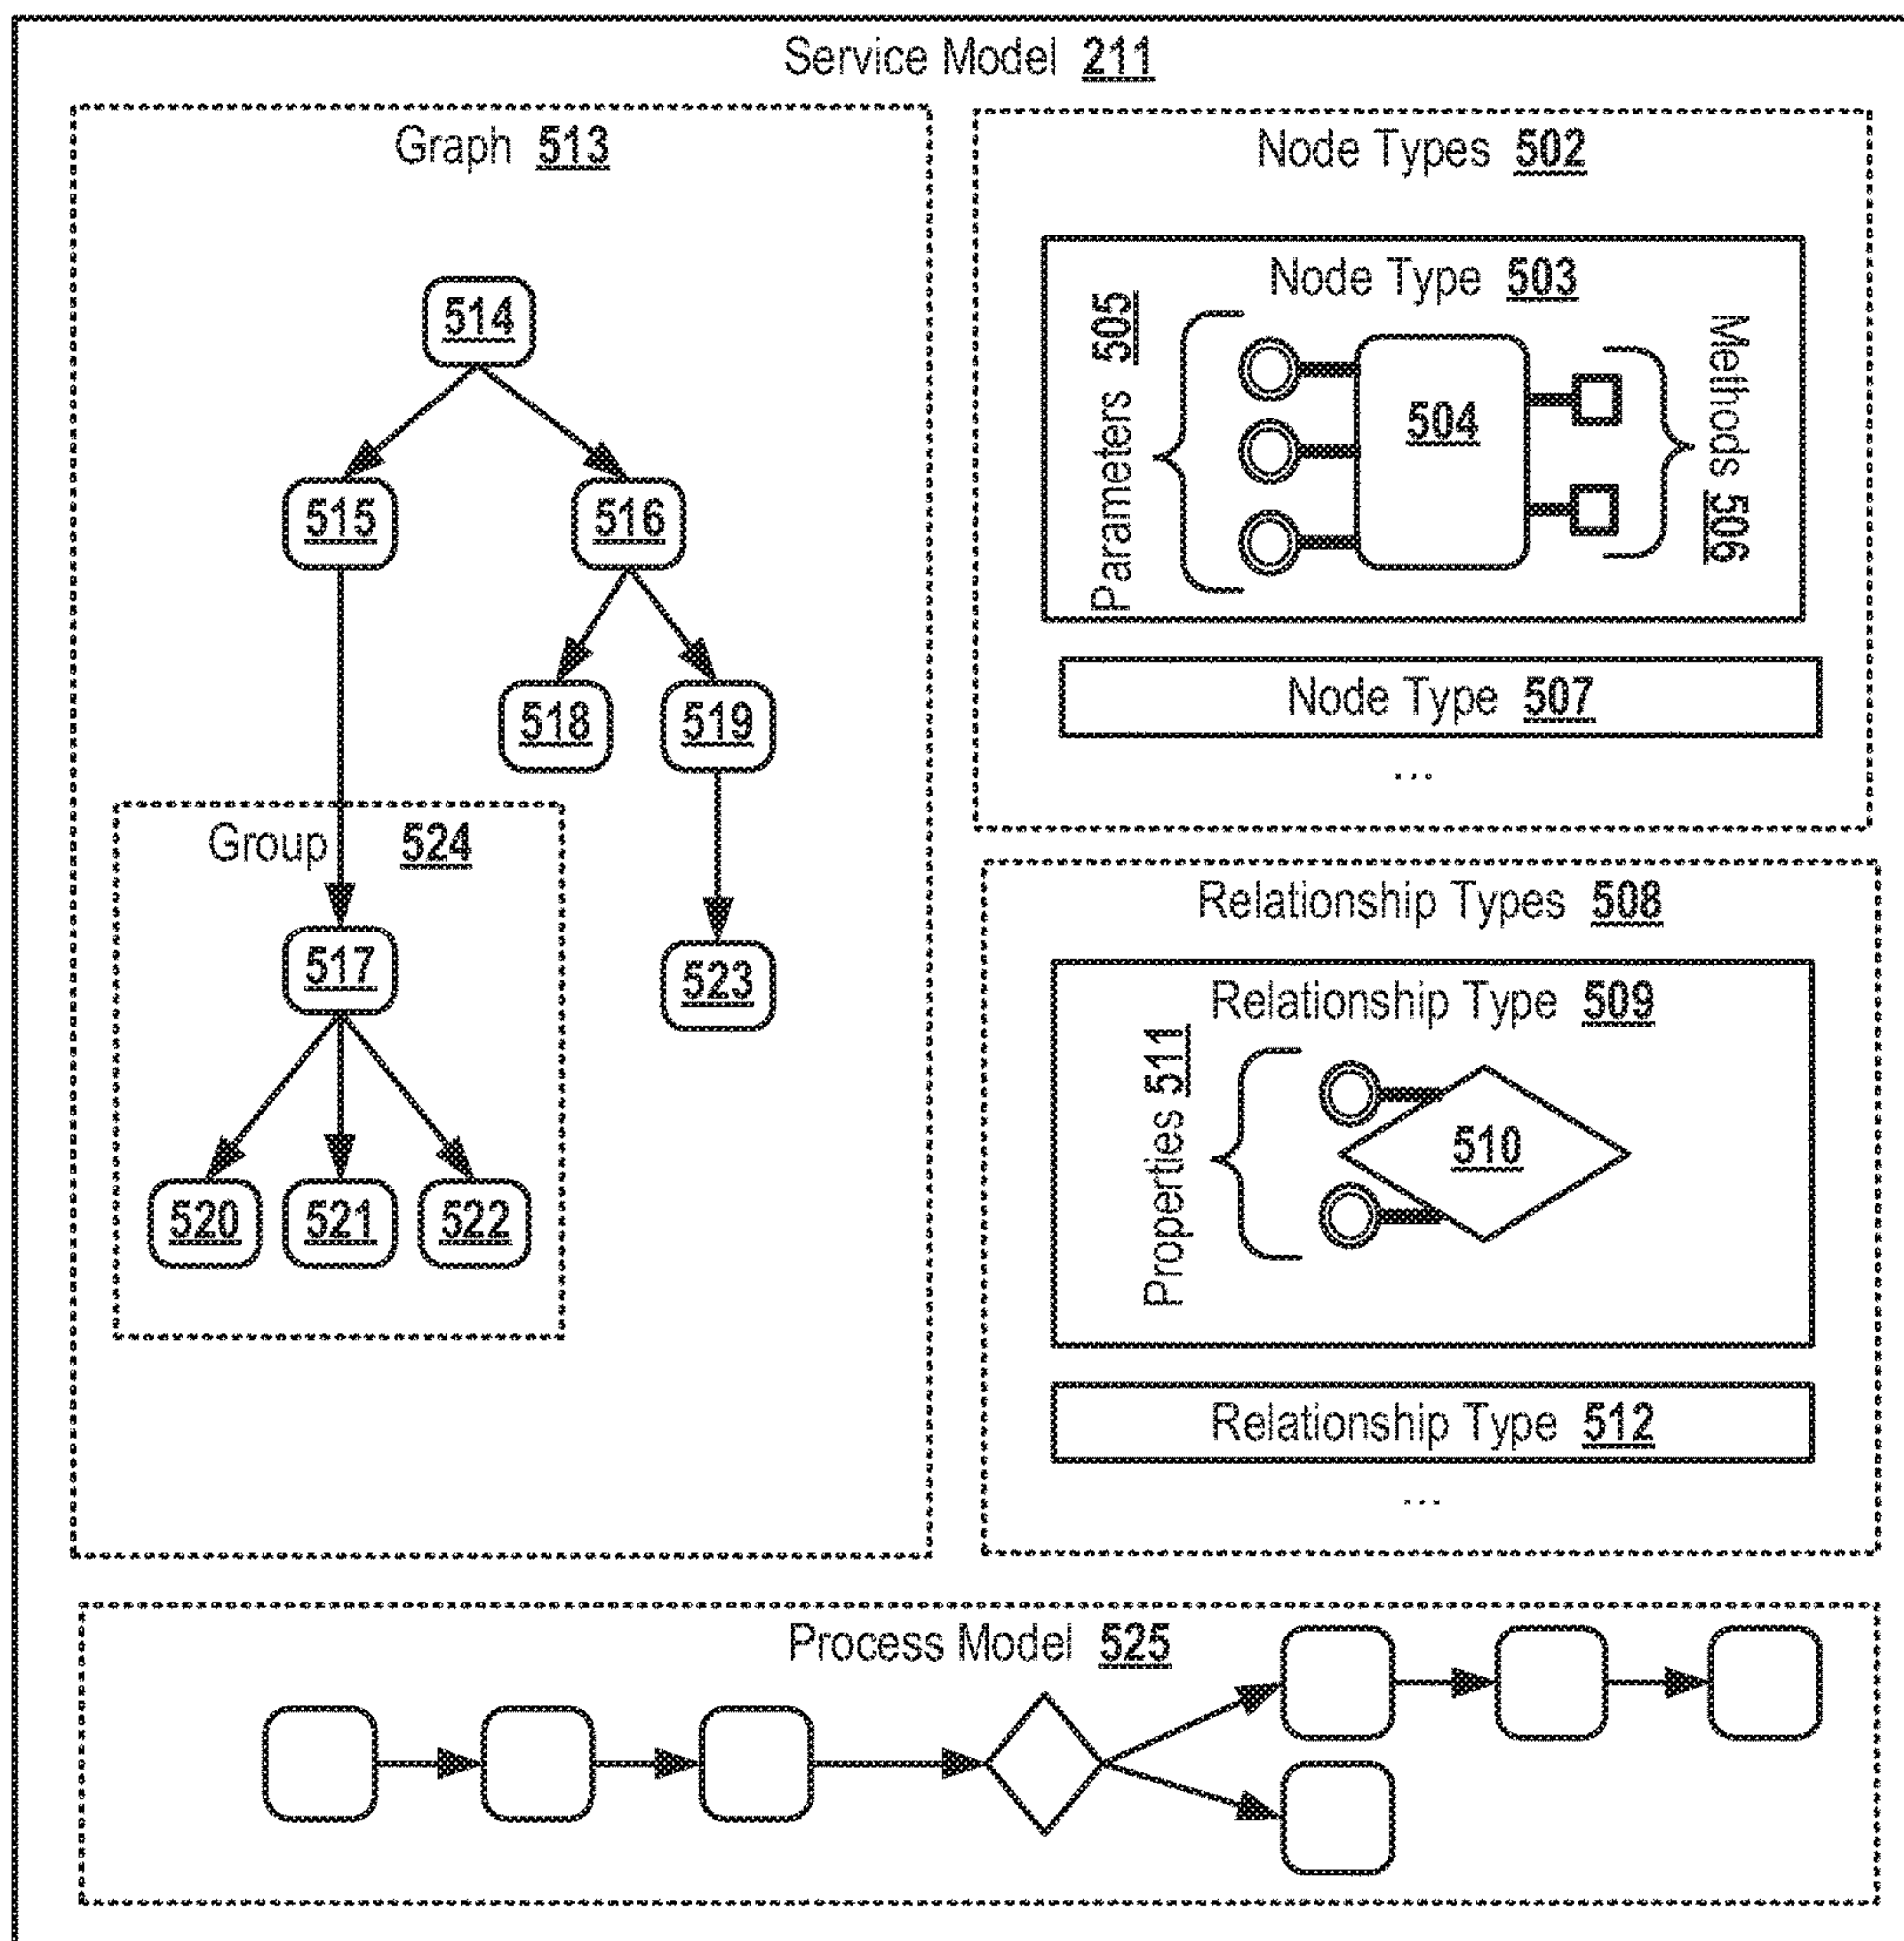 Service Model 211
Graph 513
514
515 516
518 519
Group 524
517
523
520 521 522
Node Types 502
Node Type 503
Parameters 505
504
Methods 506
Node Type 507
...
Relationship Types 508
Relationship Type 509
Properties 511
510
Relationship Type 512
...
Process Model 525